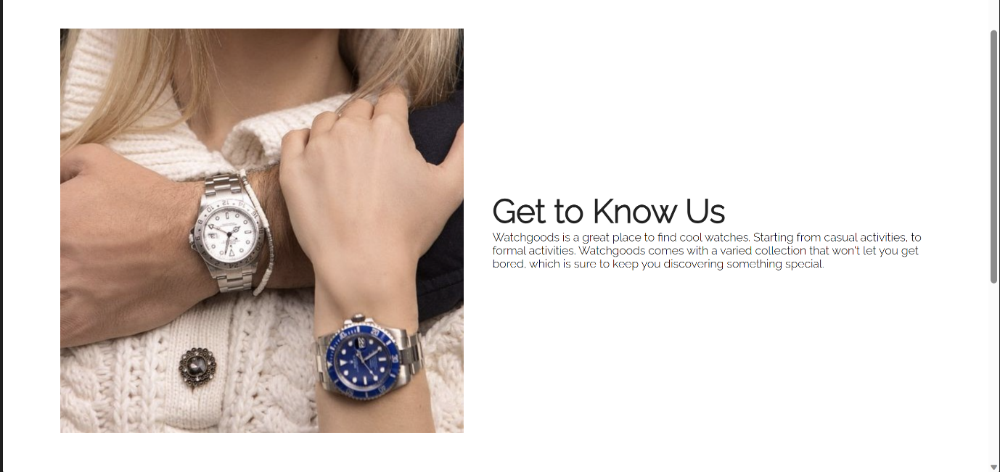 Get to Know Us
Watchgoods is a great place to find cool watches. Starting from casual activities, to
formal activities. Watchgoods comes with a varied collection that won't let you get
bored, which is sure to keep you discovering something special.